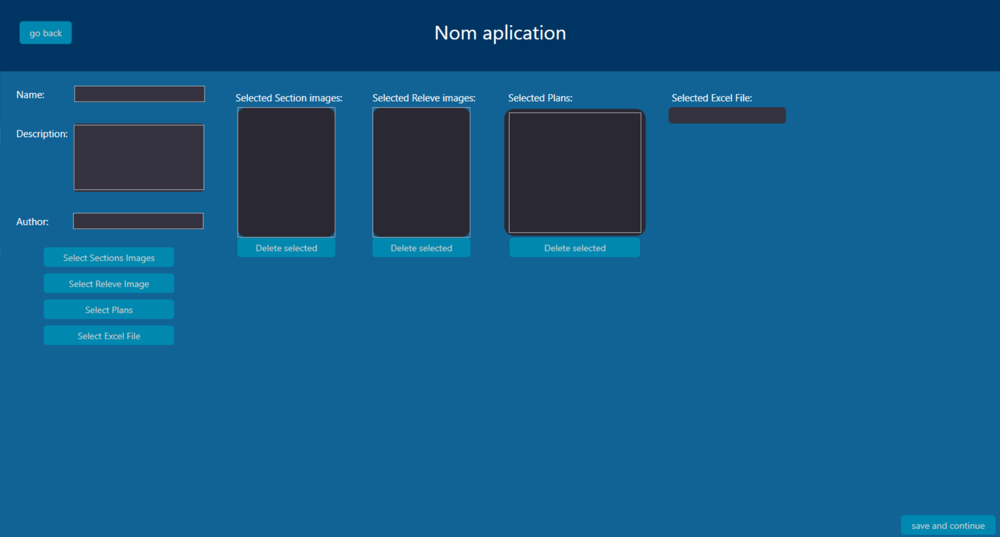 go back
Nom aplication
Name:
Description:
Author:
Select Sections Images
Select Releve Image
Select Plans
Select Excel File
Selected Section images:
Delete selected
Selected Releve images:
Delete selected
Selected Plans:
Delete selected
Selected Excel File:
save and continue